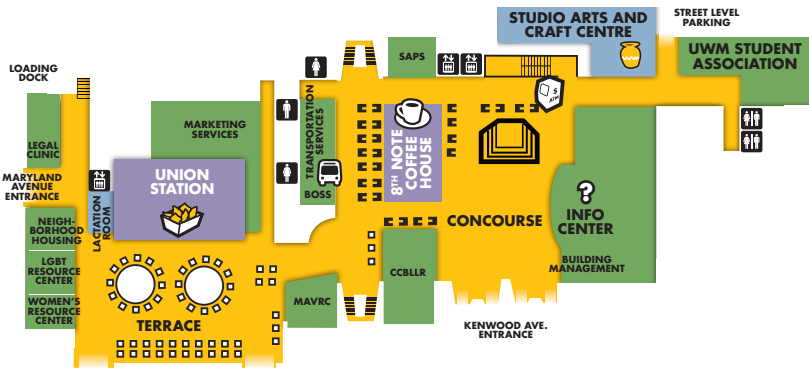 STREET LEVEL
PARKING
STUDIO ARTS AND
CRAFT CENTRE
UWM STUDENT
ASSOCIATION
SAPS
LOADING
DOCK
$
ATM
MARKETING
SERVICES
TRANSPORTATION
SERVICES
BOSS
8TH NOTE
COFFEE
HOUSE
LEGAL
CLINIC
MARYLAND
AVENUE
ENTRANCE
UNION
STATION
LACTATION
ROOM
?
INFO
CENTER
CONCOURSE
NEIGH-
BORHOOD
HOUSING
LGBT
RESOURCE
CENTER
WOMEN'S
RESOURCE
CENTER
BUILDING
MANAGEMENT
CCBLLR
MAVRC
TERRACE
KENWOOD AVE.
ENTRANCE